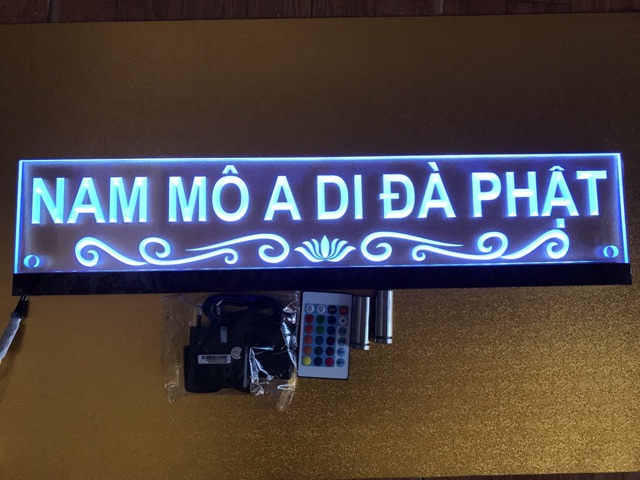 NAM MÔ A DI ĐÀ PHẬT